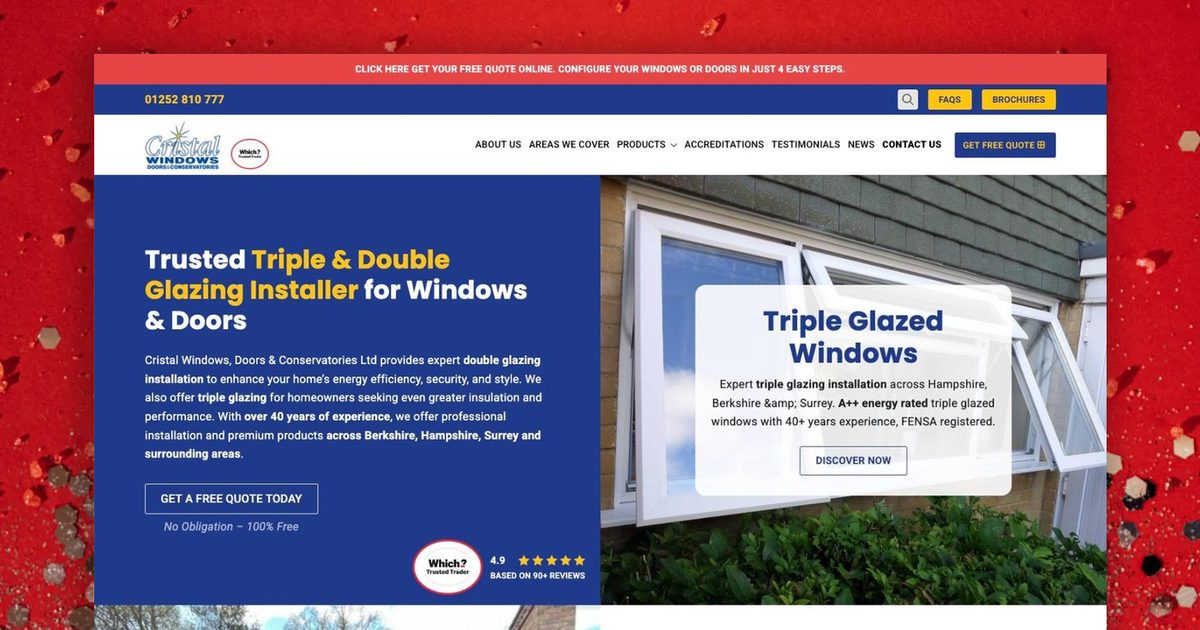 CLICK HERE GET YOUR FREE QUOTE ONLINE. CONFIGURE YOUR WINDOWS OR DOORS IN JUST 4 EASY STEPS.
01252 810 777
FAQS
BROCHURES
Cristal
WINDOWS
DOORS & CONSERVATORIES
Which?
Trusted Trader
ABOUT US AREAS WE COVER PRODUCTS ACCREDITATIONS TESTIMONIALS NEWS CONTACT US
GET FREE QUOTE
Trusted Triple & Double
Glazing Installer for Windows
& Doors
Cristal Windows, Doors & Conservatories Ltd provides expert double glazing
installation to enhance your home's energy efficiency, security, and style. We
also offer triple glazing for homeowners seeking even greater insulation and
performance. With over 40 years of experience, we offer professional
installation and premium products across Berkshire, Hampshire, Surrey and
surrounding areas.
GET A FREE QUOTE TODAY
No Obligation – 100% Free
Which?
Trusted Trader
4.9
BASED ON 90+ REVIEWS
Triple Glazed
Windows
Expert triple glazing installation across Hampshire,
Berkshire &amp; Surrey. A++ energy rated triple glazed
windows with 40+ years experience, FENSA registered.
DISCOVER NOW